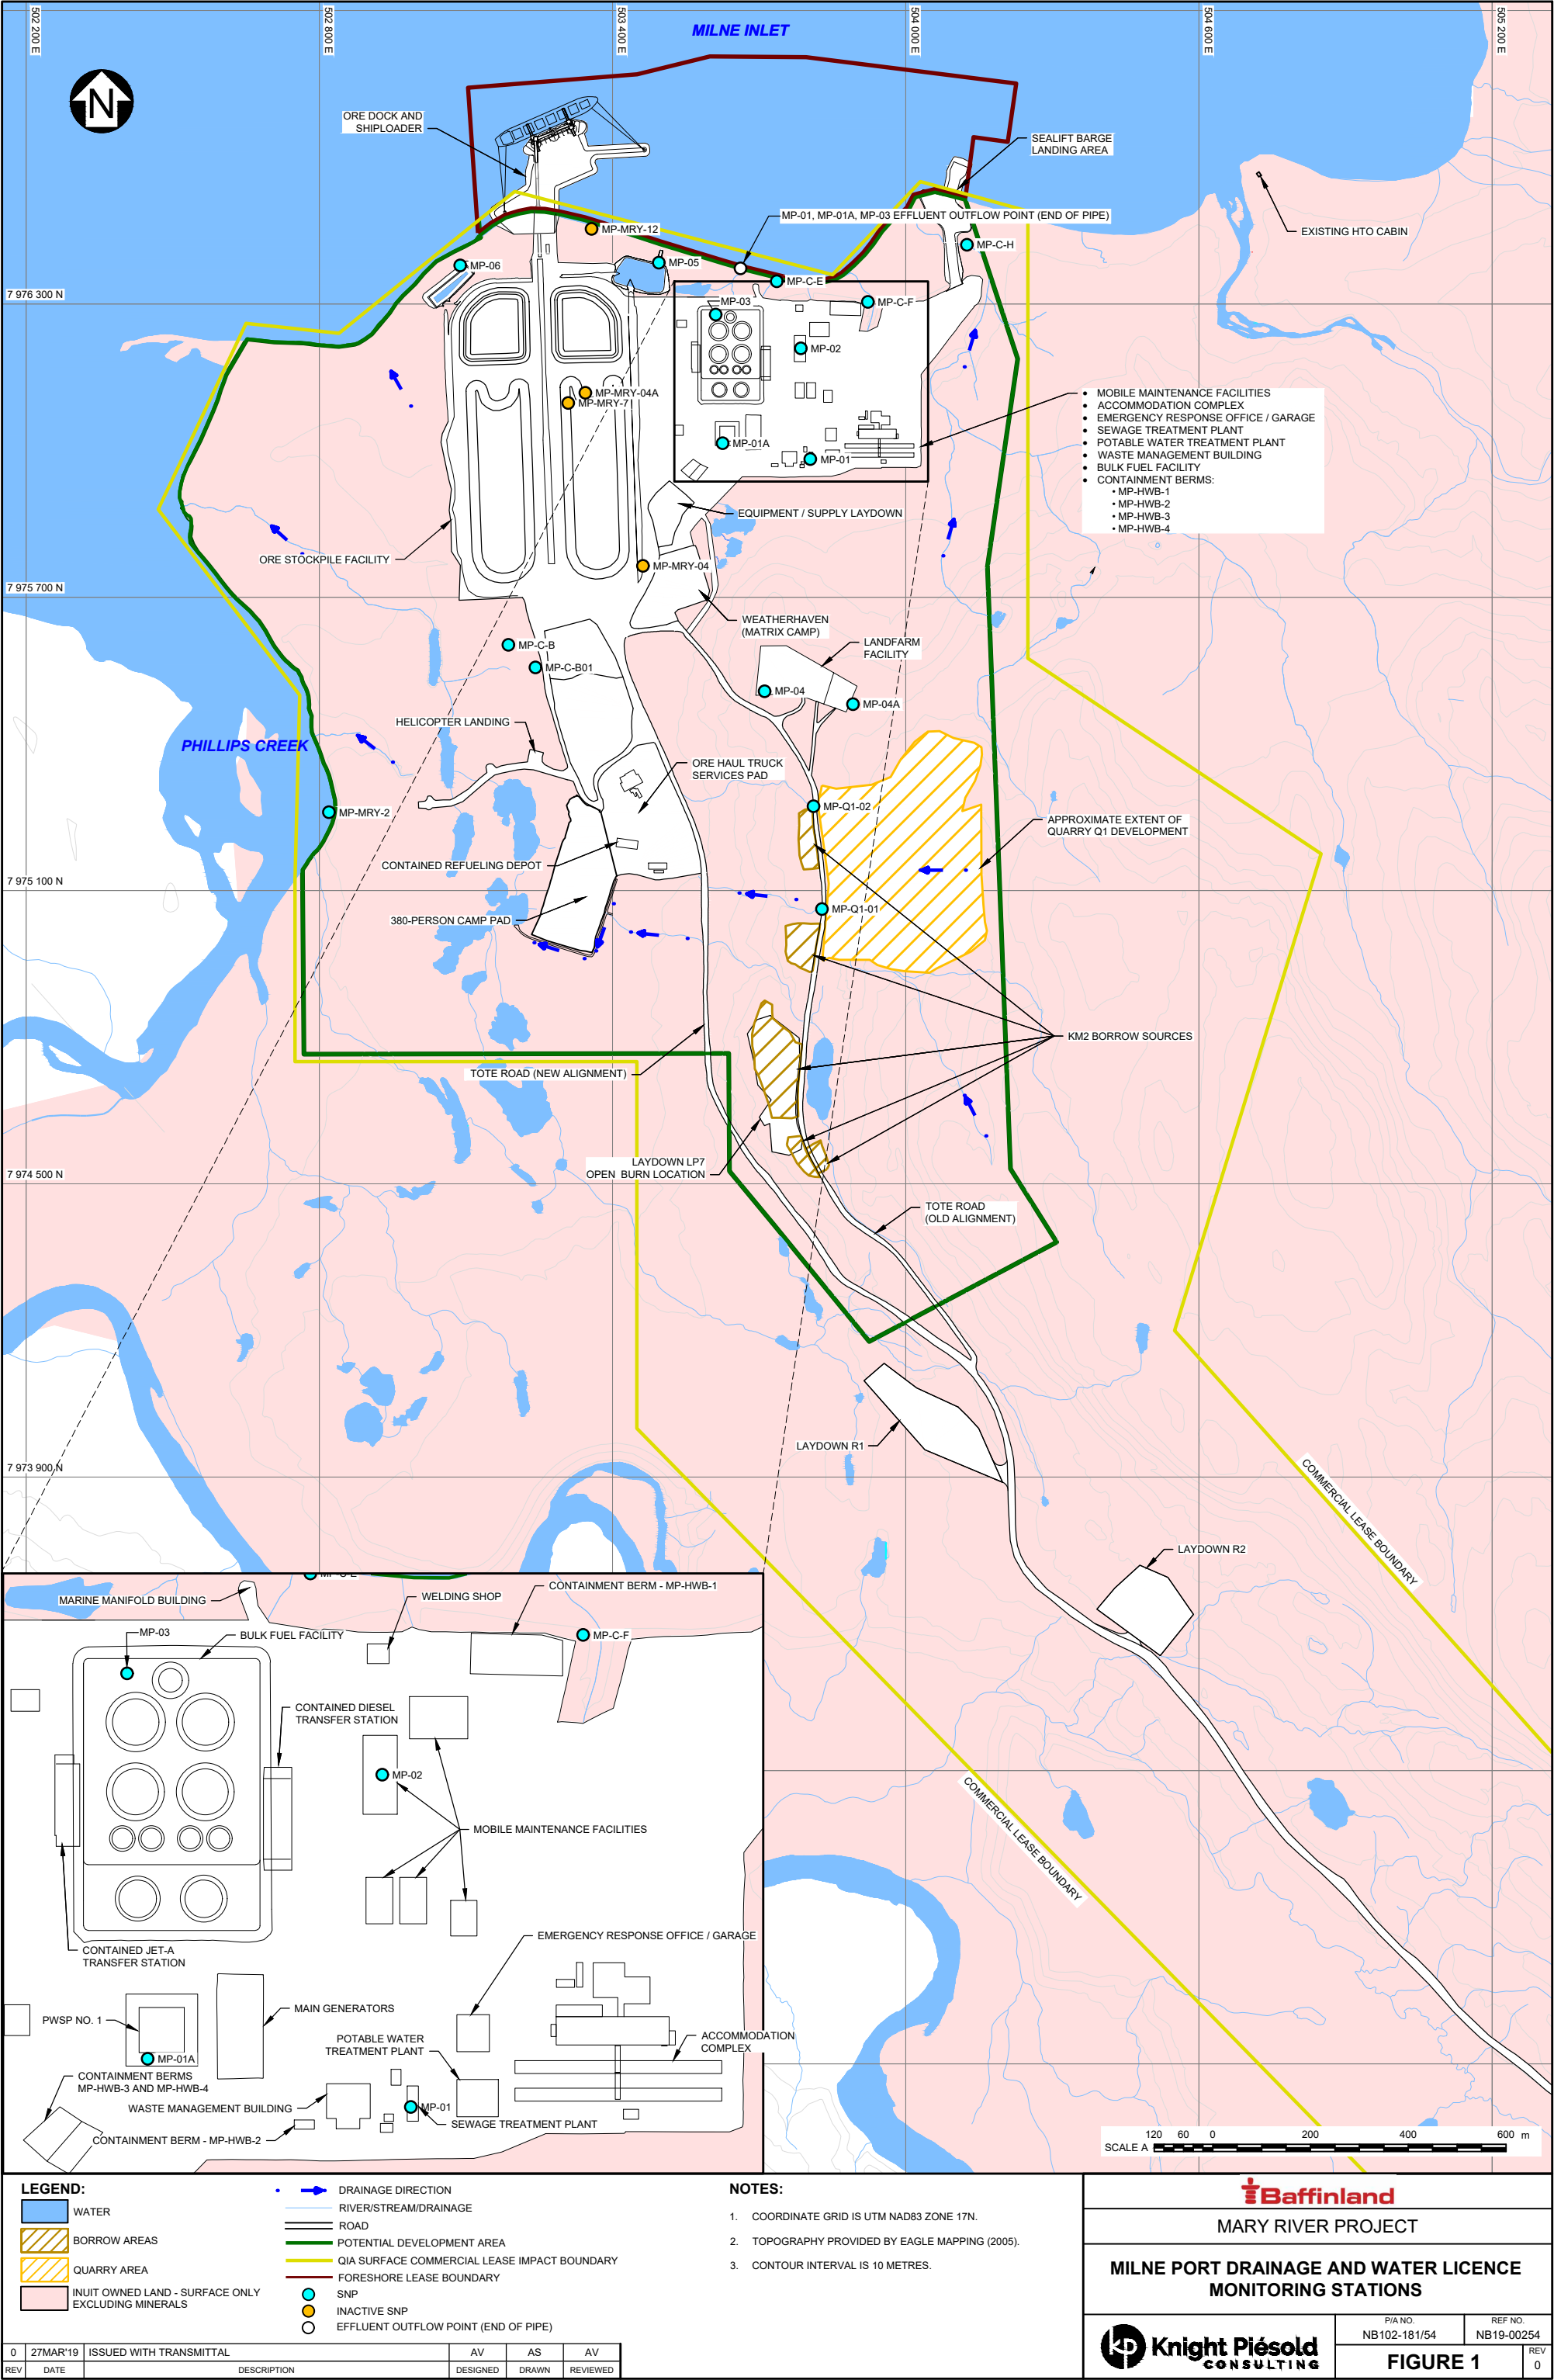 502 200 E
502 800 E
503 400 E
504 000 E
504 600 E
505 200 E
MILNE INLET
N
ORE DOCK AND
SHIPLOADER
SEALIFT BARGE
LANDING AREA
MP-01, MP-01A, MP-03 EFFLUENT OUTFLOW POINT (END OF PIPE)
MP-MRY-12
EXISTING HTO CABIN
MP-C-H
MP-06
MP-05
MP-C-E
7 976 300 N
MP-03
MP-C-F
MP-02
MP-MRY-04A
MP-MRY-7
• MOBILE MAINTENANCE FACILITIES
• ACCOMMODATION COMPLEX
• EMERGENCY RESPONSE OFFICE / GARAGE
• SEWAGE TREATMENT PLANT
• POTABLE WATER TREATMENT PLANT
• WASTE MANAGEMENT BUILDING
• BULK FUEL FACILITY
• CONTAINMENT BERMS:
• MP-HWB-1
• MP-HWB-2
• MP-HWB-3
• MP-HWB-4
MP-01A
MP-01
EQUIPMENT / SUPPLY LAYDOWN
ORE STOCKPILE FACILITY
MP-MRY-04
7 975 700 N
WEATHERHAVEN
(MATRIX CAMP)
MP-C-B
LANDFARM
FACILITY
MP-C-B01
MP-04
MP-04A
HELICOPTER LANDING
PHILLIPS CREEK
ORE HAUL TRUCK
SERVICES PAD
MP-MRY-2
MP-Q1-02
APPROXIMATE EXTENT OF
QUARRY Q1 DEVELOPMENT
CONTAINED REFUELING DEPOT
7 975 100 N
MP-Q1-01
380-PERSON CAMP PAD
KM2 BORROW SOURCES
TOTE ROAD (NEW ALIGNMENT)
LAYDOWN LP7
OPEN BURN LOCATION
7 974 500 N
TOTE ROAD
(OLD ALIGNMENT)
LAYDOWN R1
7 973 900 N
COMMERCIAL LEASE BOUNDARY
LAYDOWN R2
COMMERCIAL LEASE BOUNDARY
MP-C-E
MARINE MANIFOLD BUILDING
WELDING SHOP
CONTAINMENT BERM - MP-HWB-1
MP-03
BULK FUEL FACILITY
MP-C-F
CONTAINED DIESEL
TRANSFER STATION
MP-02
MOBILE MAINTENANCE FACILITIES
EMERGENCY RESPONSE OFFICE / GARAGE
CONTAINED JET-A
TRANSFER STATION
PWSP NO. 1
MAIN GENERATORS
POTABLE WATER
TREATMENT PLANT
ACCOMMODATION
COMPLEX
MP-01A
CONTAINMENT BERMS
MP-HWB-3 AND MP-HWB-4
WASTE MANAGEMENT BUILDING
MP-01
SEWAGE TREATMENT PLANT
CONTAINMENT BERM - MP-HWB-2
SCALE A 120 60 0 200 400 600 m
LEGEND:
WATER
BORROW AREAS
QUARRY AREA
INUIT OWNED LAND - SURFACE ONLY
EXCLUDING MINERALS
DRAINAGE DIRECTION
RIVER/STREAM/DRAINAGE
ROAD
POTENTIAL DEVELOPMENT AREA
QIA SURFACE COMMERCIAL LEASE IMPACT BOUNDARY
FORESHORE LEASE BOUNDARY
SNP
INACTIVE SNP
EFFLUENT OUTFLOW POINT (END OF PIPE)
NOTES:
1. COORDINATE GRID IS UTM NAD83 ZONE 17N.
2. TOPOGRAPHY PROVIDED BY EAGLE MAPPING (2005).
3. CONTOUR INTERVAL IS 10 METRES.
Baffinland
MARY RIVER PROJECT
MILNE PORT DRAINAGE AND WATER LICENCE
MONITORING STATIONS
Kp Knight Piésold
CONSULTING
P/A NO.
NB102-181/54
REF NO.
NB19-00254
FIGURE 1
REV
0
0 27MAR'19 ISSUED WITH TRANSMITTAL AV AS AV
REV DATE DESCRIPTION DESIGNED DRAWN REVIEWED